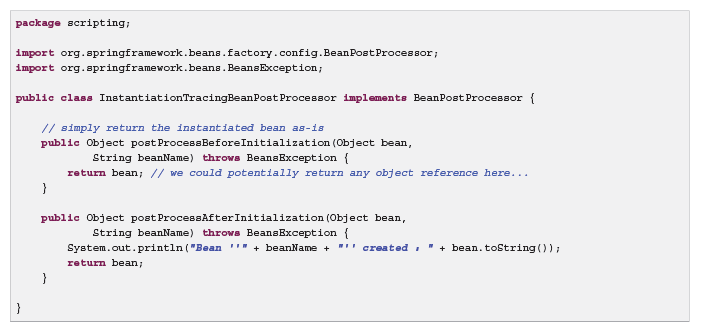 package scripting;
import org.springframework.beans.factory.config.BeanPostProcessor;
import org.springframework.beans.BeansException;
public class InstantiationTracingBeanPostProcessor implements BeanPostProcessor {
// simply return the instantiated bean as-is
public Object postProcessBeforeInitialization(Object bean,
String beanName) throws BeansException {
return bean; // we could potentially return any object reference here...
}
public Object postProcessAfterInitialization(Object bean,
String beanName) throws BeansException {
System.out.println("Bean ''" + beanName + "'' created : " + bean.toString());
return bean;
}
}